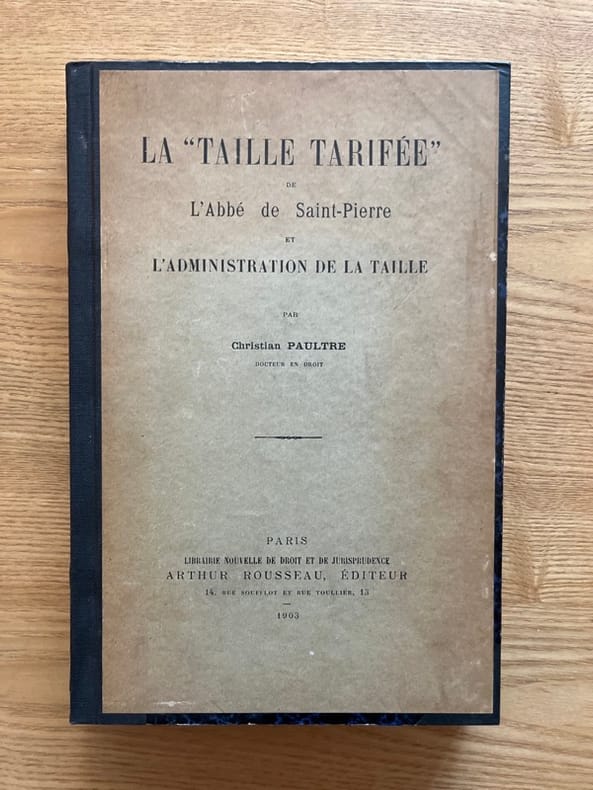 LA "TAILLE TARIFÉE"
DE
L'Abbé de Saint-Pierre
ET
L'ADMINISTRATION DE LA TAILLE
PAR
Christian PAULTRE
DOCTEUR EN DROIT
PARIS
LIBRAIRIE NOUVELLE DE DROIT ET DE JURISPRUDENCE
ARTHUR ROUSSEAU, ÉDITEUR
14, RUE SOUFFLOT ET RUE TOULLIER, 13
1903